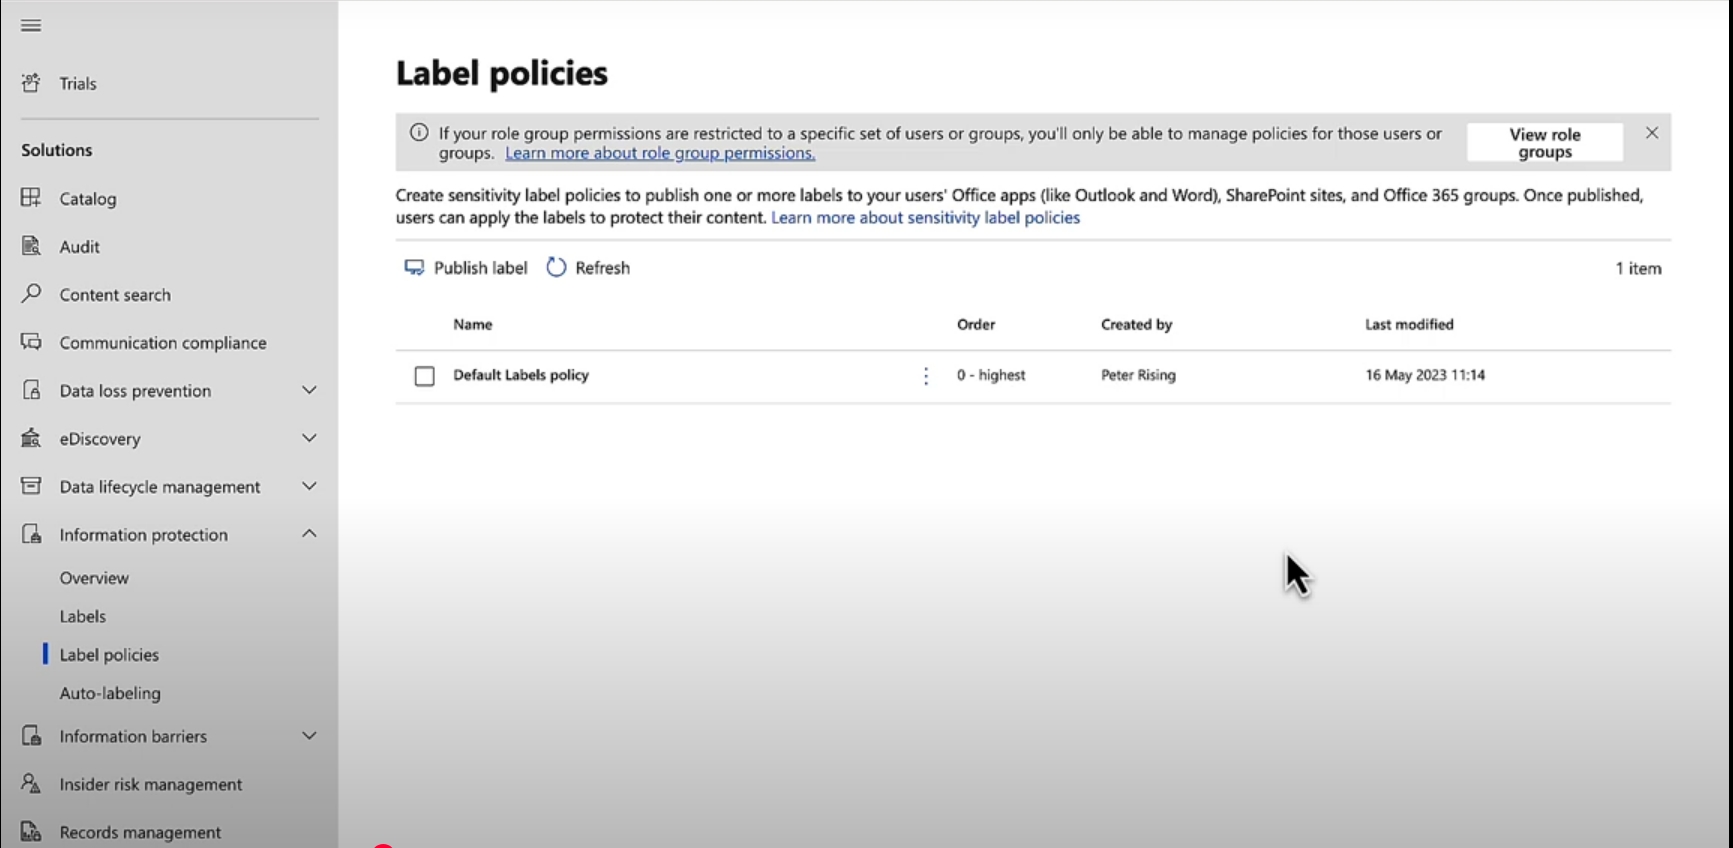 Trials
Solutions
Catalog
Audit
Content search
Communication compliance
Data loss prevention
eDiscovery
Data lifecycle management
Information protection
Overview
Labels
Label policies
Auto-labeling
Information barriers
Insider risk management
Records management
Label policies
If your role group permissions are restricted to a specific set of users or groups, you'll only be able to manage policies for those users or
groups. Learn more about role group permissions.
View role
groups
Create sensitivity label policies to publish one or more labels to your users' Office apps (like Outlook and Word), SharePoint sites, and Office 365 groups. Once published,
users can apply the labels to protect their content. Learn more about sensitivity label policies
Publish label Refresh 1 item
Name Order Created by Last modified
Default Labels policy 0 - highest Peter Rising 16 May 2023 11:14